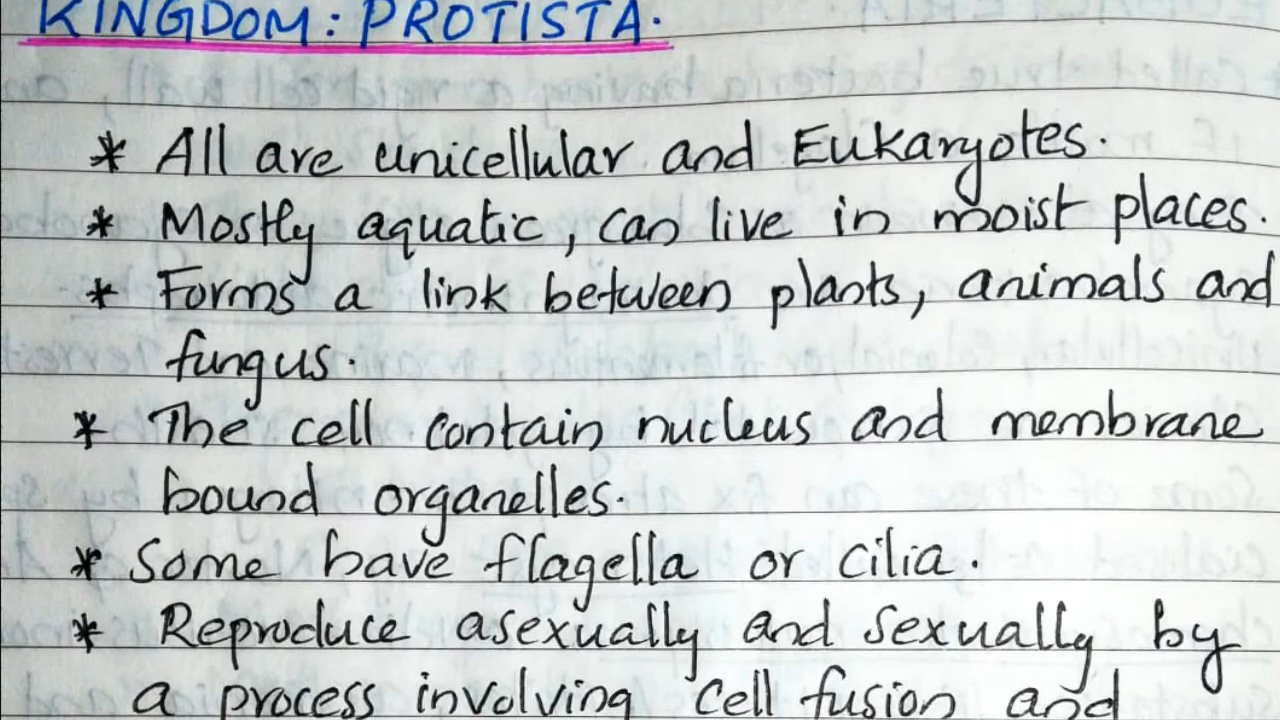 KINGDOM: PROTISTA.
* All are unicellular and Eukaryotes.
* Mostly aquatic, can live in moist places.
* Forms a link between plants, animals and
fungus.
* The cell contain nucleus and membrane
bound organelles.
* Some have flagella or cilia.
* Reproduce asexually and sexually by
a process involving cell fusion and